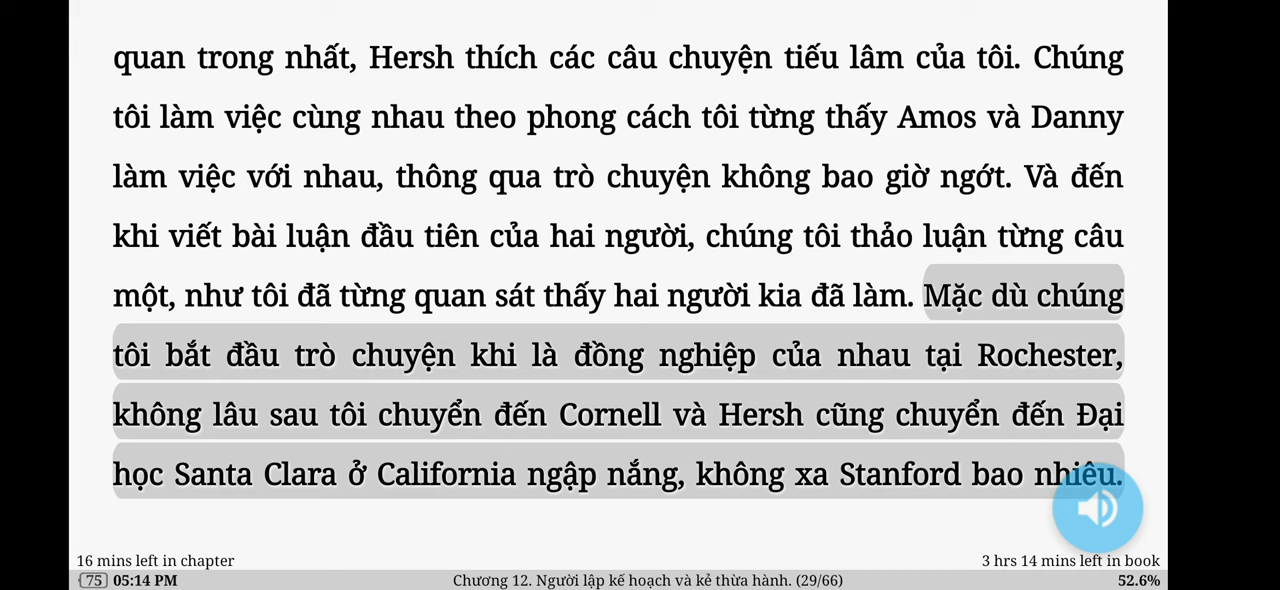 quan trong nhất, Hersh thích các câu chuyện tiếu lâm của tôi. Chúng
tôi làm việc cùng nhau theo phong cách tôi từng thấy Amos và Danny
làm việc với nhau, thông qua trò chuyện không bao giờ ngớt. Và đến
khi viết bài luận đầu tiên của hai người, chúng tôi thảo luận từng câu
một, như tôi đã từng quan sát thấy hai người kia đã làm. Mặc dù chúng
tôi bắt đầu trò chuyện khi là đồng nghiệp của nhau tại Rochester,
không lâu sau tôi chuyển đến Cornell và Hersh cũng chuyển đến Đại
học Santa Clara ở California ngập nắng, không xa Stanford bao nhiêu.
16 mins left in chapter 3 hrs 14 mins left in book
75 05:14 PM Chương 12. Người lập kế hoạch và kẻ thừa hành. (29/66) 52.6%